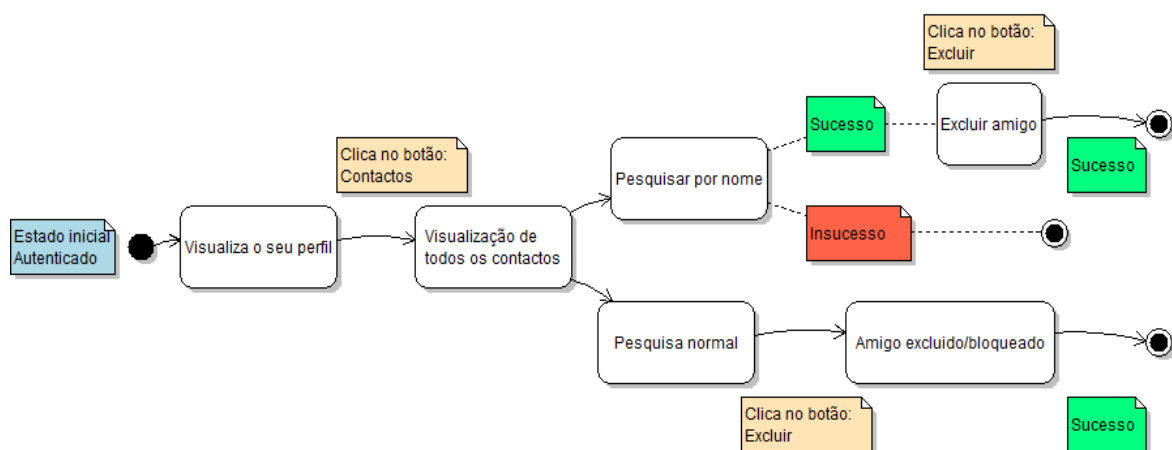 Clica no botão:
Excluir
Sucesso
Excluir amigo
Clica no botão:
Contactos
Sucesso
Pesquisar por nome
Estado inicial
Autenticado
Visualiza o seu perfil
Visualização de
todos os contactos
Insucesso
Pesquisa normal
Amigo excluido/bloqueado
Clica no botão:
Excluir
Sucesso